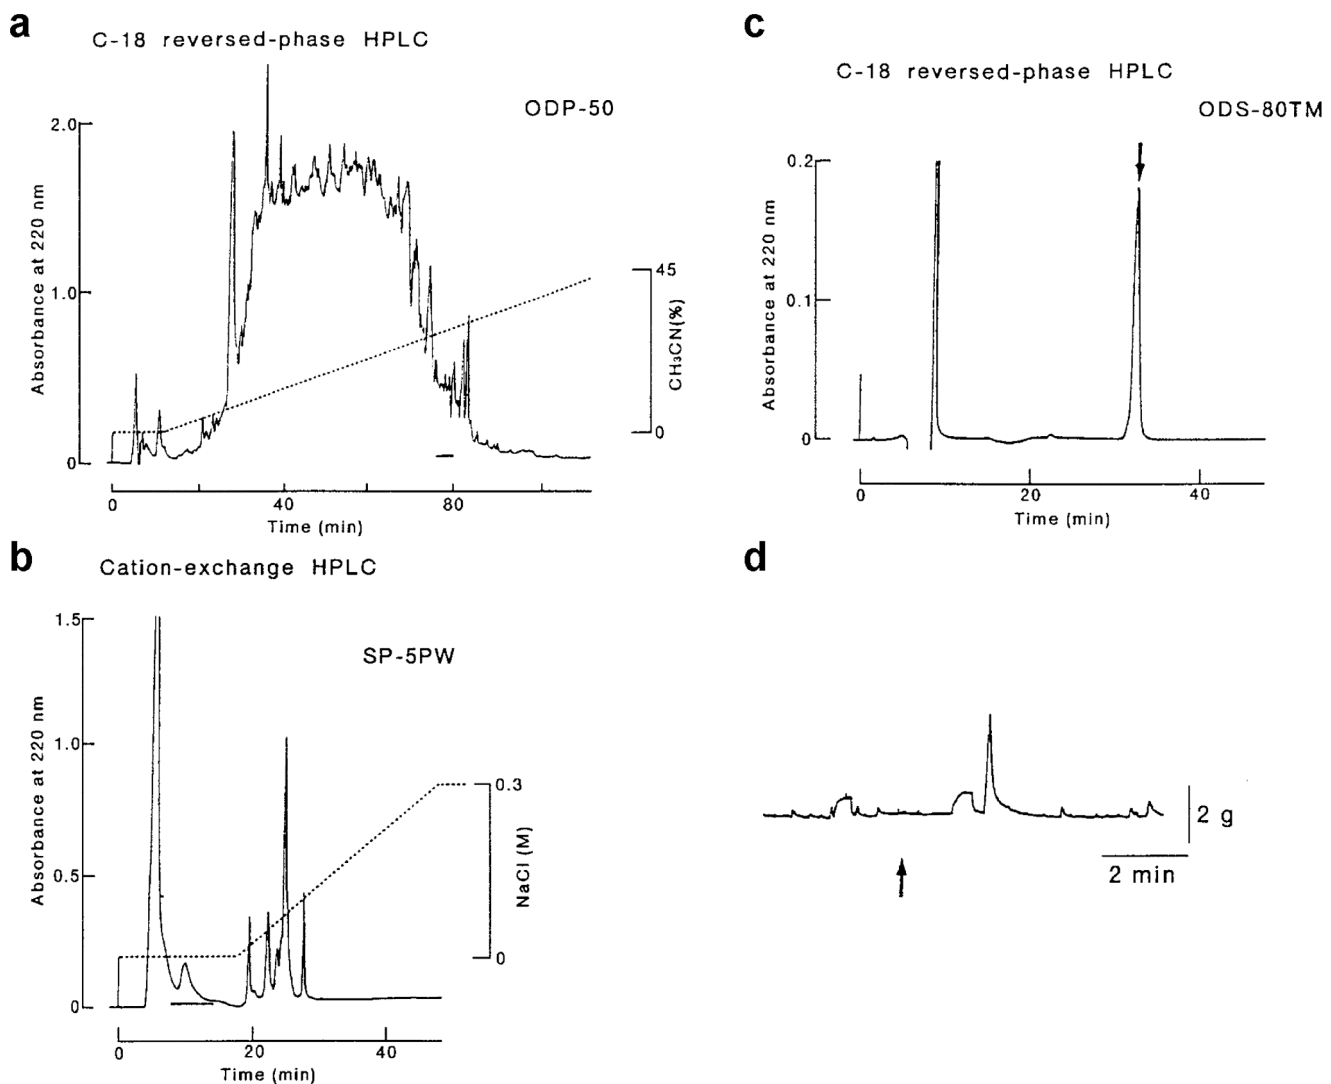 a
C-18 reversed-phase HPLC
ODP-50
2.0
1.0
0
Absorbance at 220 nm
45
0
CH₃CN(%)
0 40 80
Time (min)
b
Cation-exchange HPLC
SP-5PW
1.5
1.0
0.5
0
Absorbance at 220 nm
0.3
0
NaCl (M)
0 20 40
Time (min)
c
C-18 reversed-phase HPLC
ODS-80TM
0.2
0.1
0
Absorbance at 220 nm
0 20 40
Time (min)
d
2 g
2 min